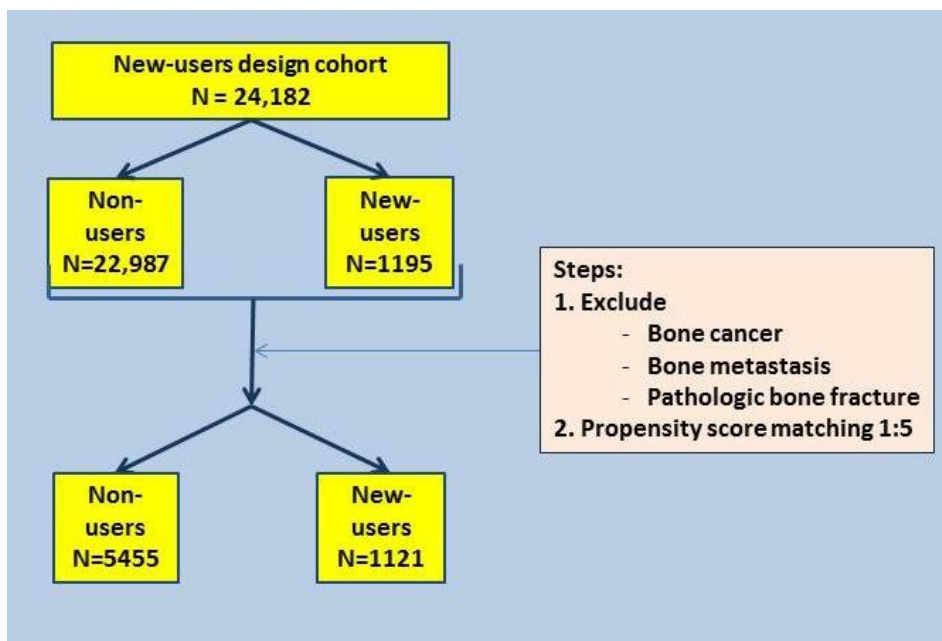 New-users design cohort
N = 24,182
Non-
users
N=22,987
New-
users
N=1195
Steps:
1. Exclude
- Bone cancer
- Bone metastasis
- Pathologic bone fracture
2. Propensity score matching 1:5
Non-
users
N=5455
New-
users
N=1121